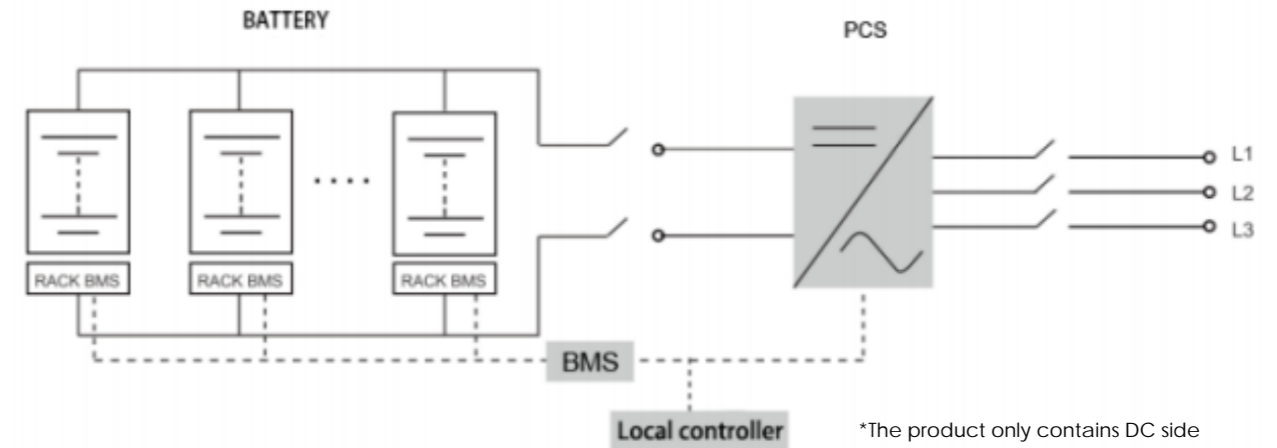 BATTERY
PCS
RACK BMS
RACK BMS
RACK BMS
L1
L2
L3
BMS
Local controller
*The product only contains DC side